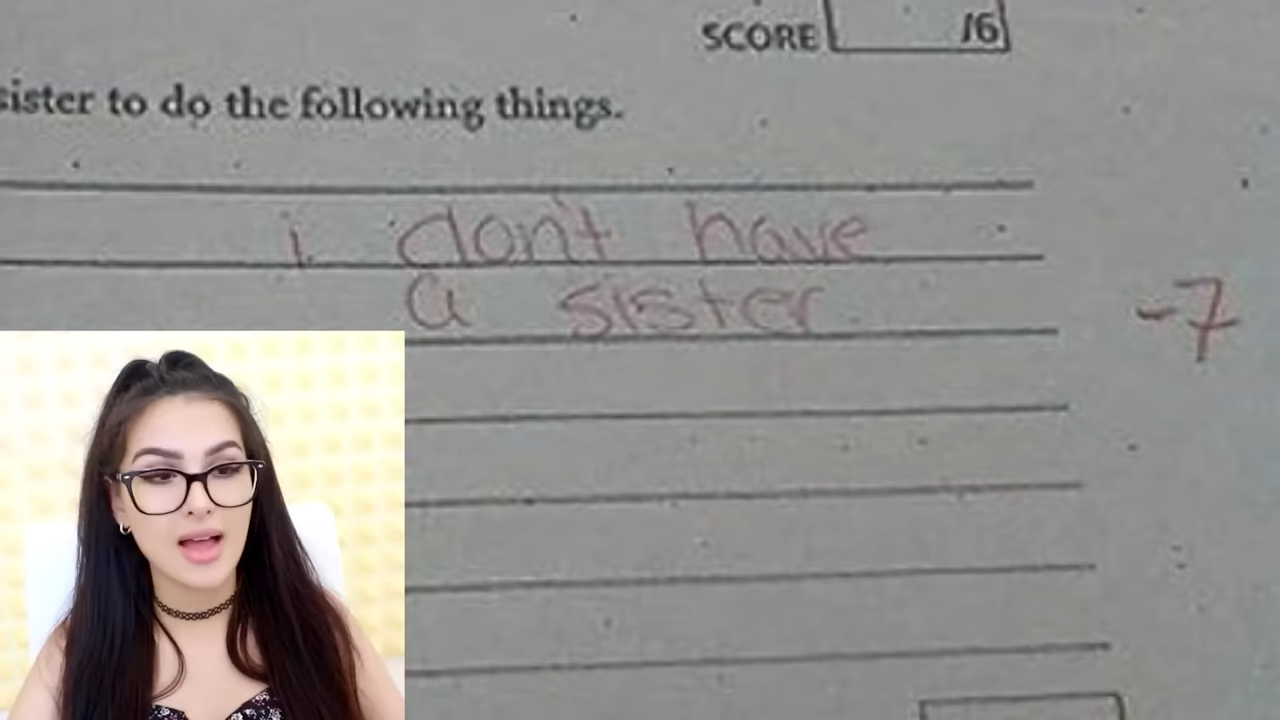 SCORE /6
sister to do the following things.
i don't have
a sister
-7